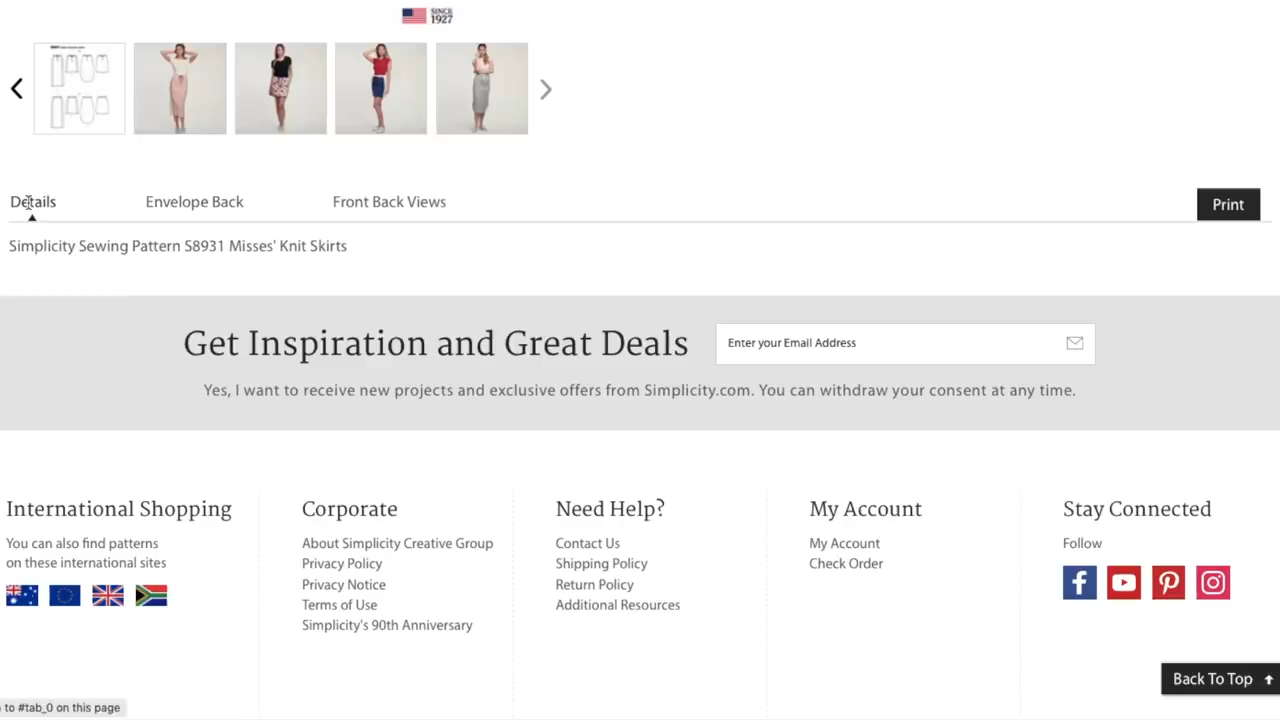 SINCE
1927
Details
Envelope Back
Front Back Views
Print
Simplicity Sewing Pattern S8931 Misses' Knit Skirts
Get Inspiration and Great Deals
Enter your Email Address
Yes, I want to receive new projects and exclusive offers from Simplicity.com. You can withdraw your consent at any time.
International Shopping
You can also find patterns
on these international sites
Corporate
About Simplicity Creative Group
Privacy Policy
Privacy Notice
Terms of Use
Simplicity's 90th Anniversary
Need Help?
Contact Us
Shipping Policy
Return Policy
Additional Resources
My Account
My Account
Check Order
Stay Connected
Follow
Back To Top
to #tab_0 on this page